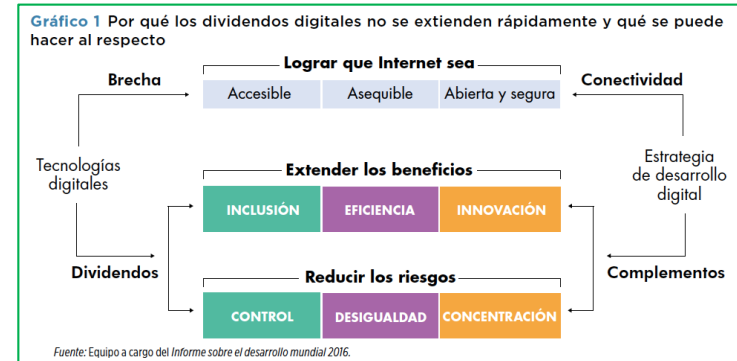 Gráfico 1 Por qué los dividendos digitales no se extienden rápidamente y qué se puede
hacer al respecto
Lograr que Internet sea
Brecha
Conectividad
Accesible
Asequible
Abierta y segura
Tecnologías
digitales
Estrategia
de desarrollo
digital
Extender los beneficios
INCLUSIÓN
EFICIENCIA
INNOVACIÓN
Dividendos
Complementos
Reducir los riesgos
CONTROL
DESIGUALDAD
CONCENTRACIÓN
Fuente: Equipo a cargo del Informe sobre el desarrollo mundial 2016.